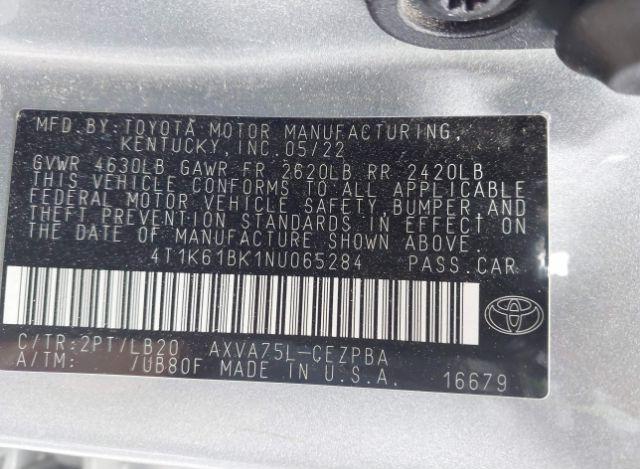 MFD. BY: TOYOTA MOTOR MANUFACTURING,
KENTUCKY, INC. 05/22
GVWR 4630LB GAWR FR 2620LB RR 2420LB
THIS VEHICLE CONFORMS TO ALL APPLICABLE
FEDERAL MOTOR VEHICLE SAFETY, BUMPER AND
THEFT PREVENTION STANDARDS IN EFFECT ON
THE DATE OF MANUFACTURE SHOWN ABOVE.
4T1K61BK1NU065284 PASS.CAR
C/TR:2PT/LB20 AXVA75L-CEZPBA
A/TM: /UB80F MADE IN U.S.A. 16679